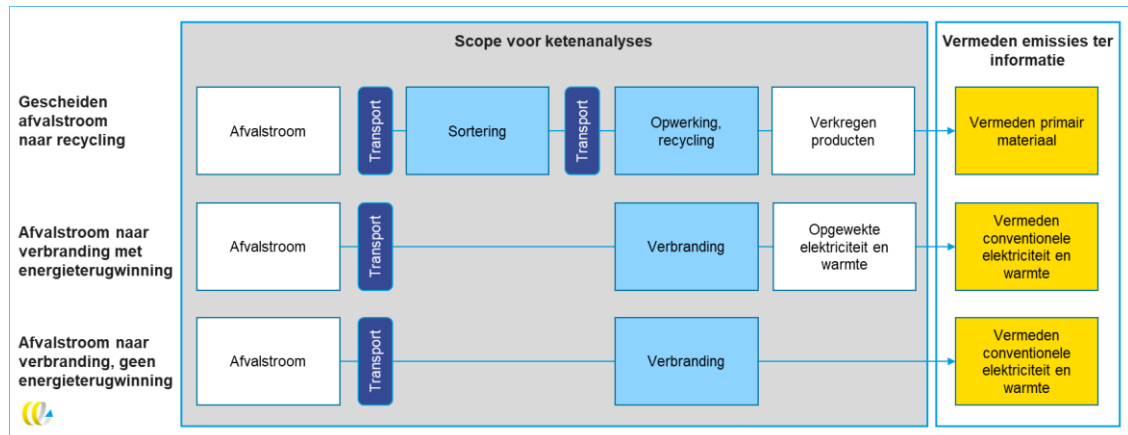 Scope voor ketenanalyses
Vermeden emissies ter
informatie
Gescheiden
afvalstroom
naar recycling
Afvalstroom
Transport
Sortering
Transport
Opwerking,
recycling
Verkregen
producten
Vermeden primair
materiaal
Afvalstroom naar
verbranding met
energieterugwinning
Afvalstroom
Transport
Verbranding
Opgewekte
elektriciteit en
warmte
Vermeden
conventionele
elektriciteit en
warmte
Afvalstroom naar
verbranding, geen
energieterugwinning
Afvalstroom
Transport
Verbranding
Vermeden
conventionele
elektriciteit en
warmte